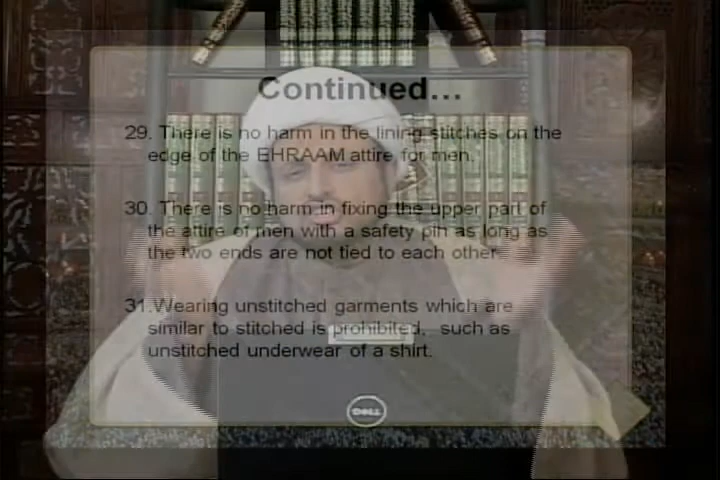 Continued...
29. There is no harm in the lining stitches on the
edge of the EHRAAM attire for men.
30. There is no harm in fixing the upper part of
the attire of men with a safety pin as long as
the two ends are not tied to each other.
31.Wearing unstitched garments which are
similar to stitched is prohibited, such as
unstitched underwear of a shirt.
DELL